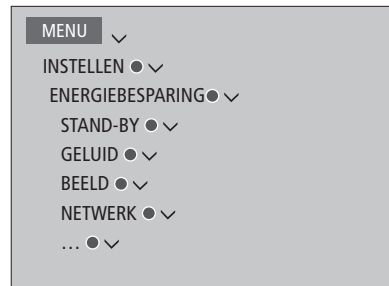 MENU
INSTELLEN
ENERGIEBESPARING
STAND-BY
GELUID
BEELD
NETWERK
…